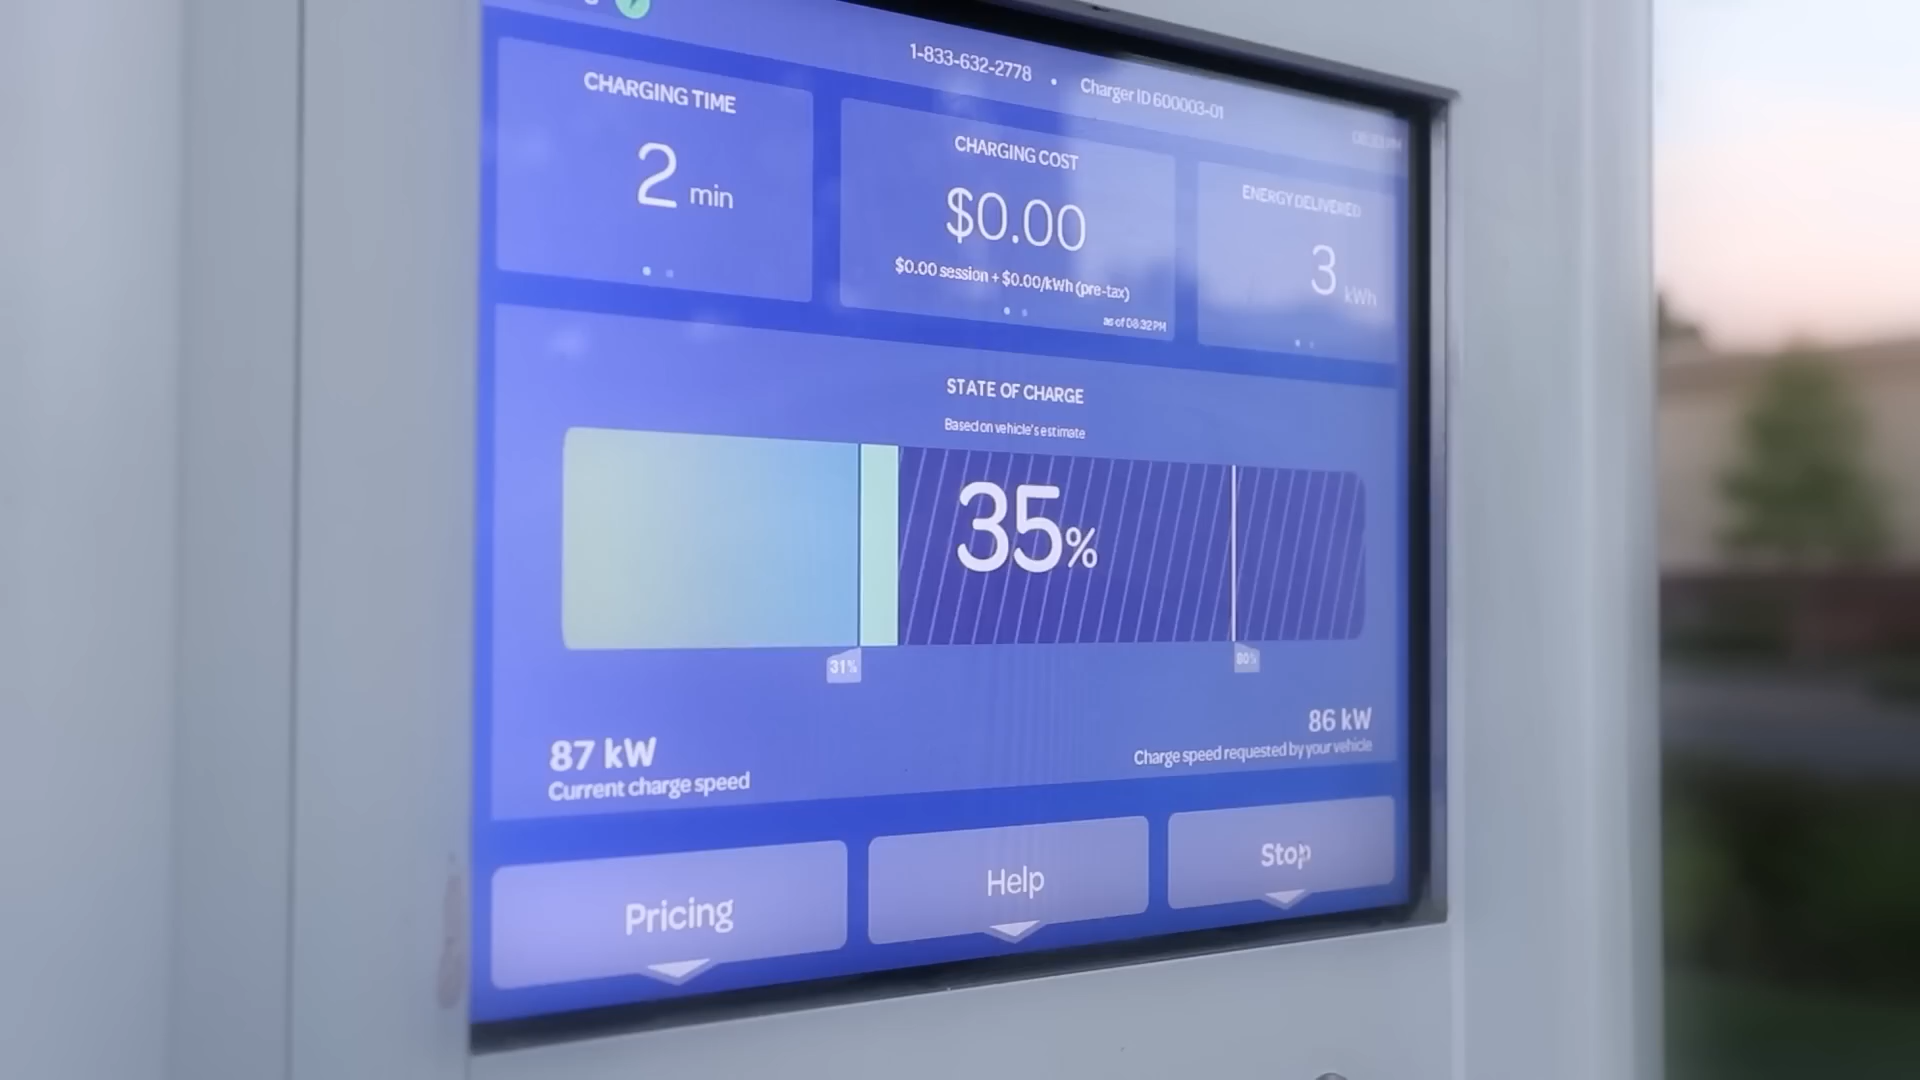 1-833-632-2778 • Charger ID 600003-01
CHARGING TIME
2 min
CHARGING COST
$0.00
$0.00 session + $0.00/kWh (pre-tax)
as of 08:32 PM
ENERGY DELIVERED
3 kWh
STATE OF CHARGE
Based on vehicle's estimate
35%
31%
80%
87 kW
Current charge speed
86 kW
Charge speed requested by your vehicle
Pricing
Help
Stop